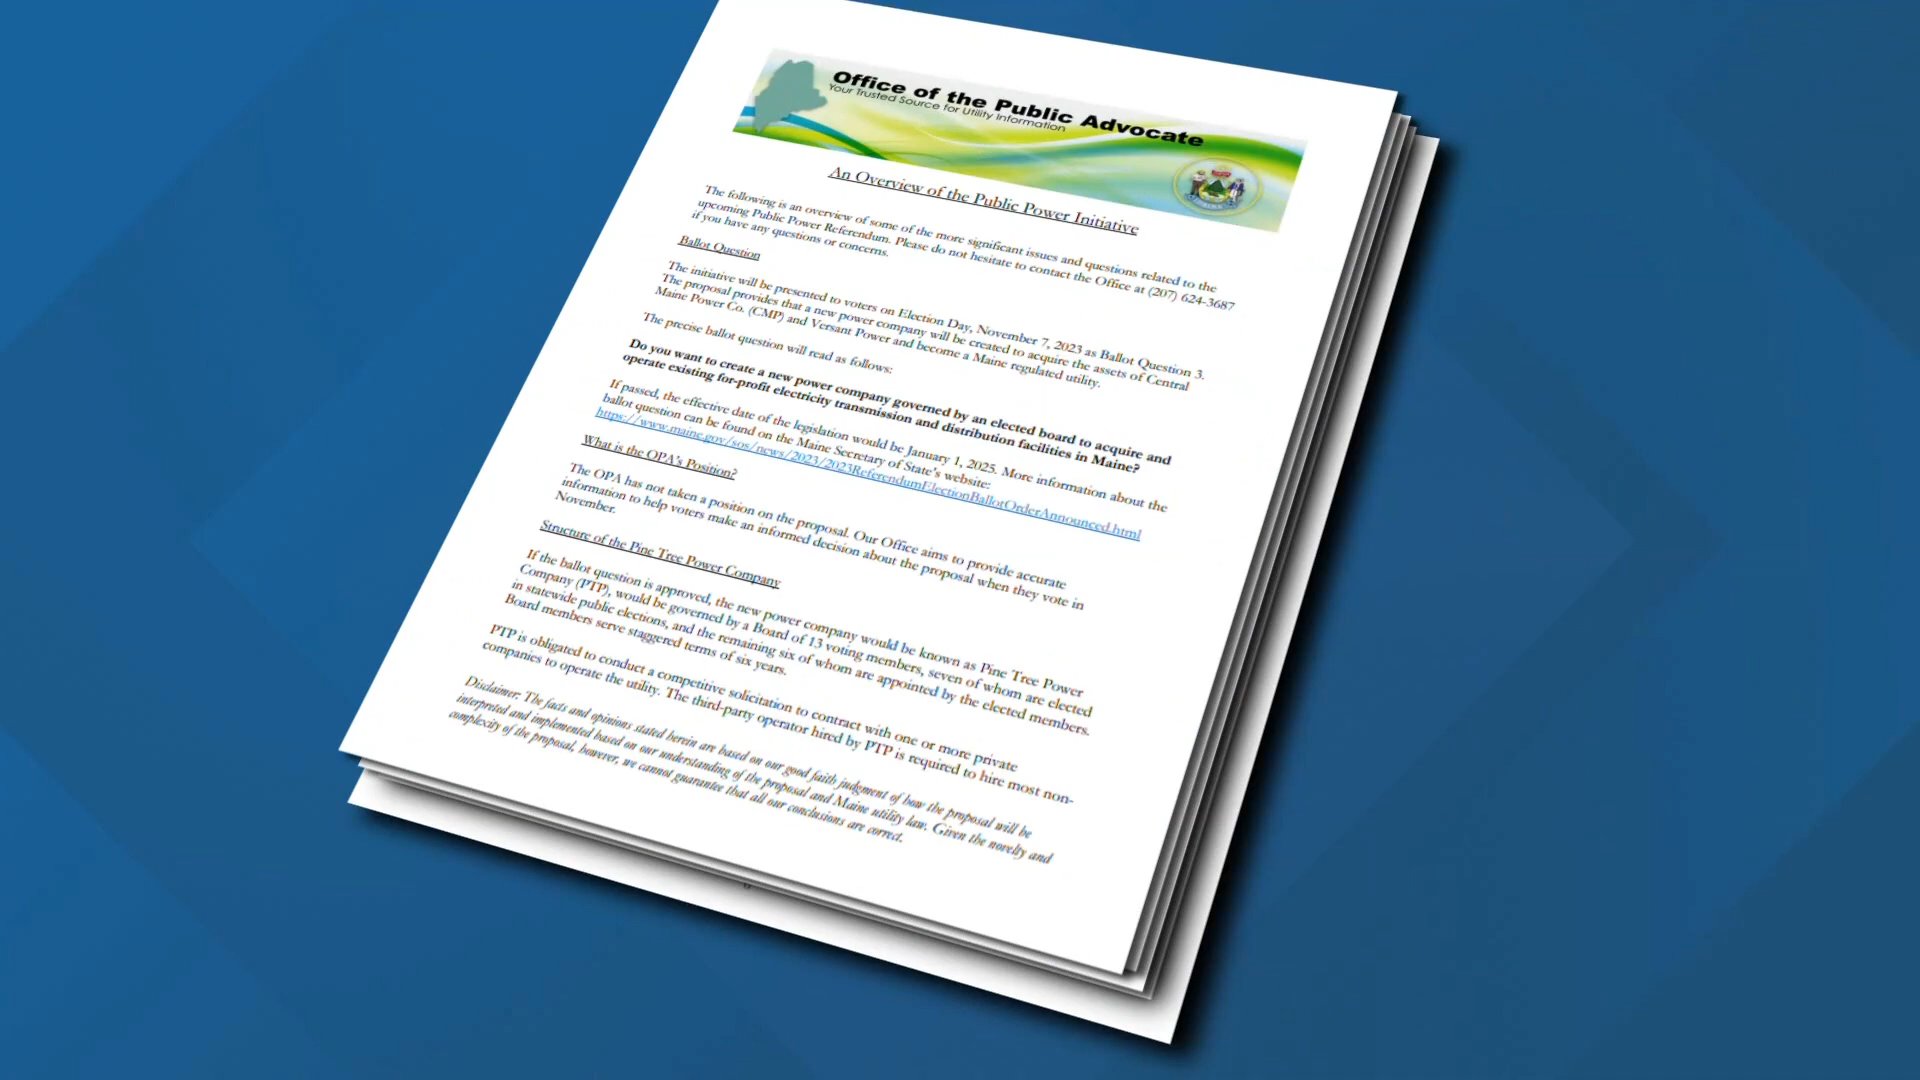 Office of the Public Advocate
Your Trusted Source for Utility Information
An Overview of the Public Power Initiative
The following is an overview of some of the more significant issues and questions related to the
upcoming Public Power Referendum. Please do not hesitate to contact the Office at (207) 624-3687
if you have any questions or concerns.
Ballot Question
The initiative will be presented to voters on Election Day, November 7, 2023 as Ballot Question 3.
The proposal provides that a new power company will be created to acquire the assets of Central
Maine Power Co. (CMP) and Versant Power and become a Maine regulated utility.
The precise ballot question will read as follows:
Do you want to create a new power company governed by an elected board to acquire and
operate existing for-profit electricity transmission and distribution facilities in Maine?
If passed, the effective date of the legislation would be January 1, 2025. More information about the
ballot question can be found on the Maine Secretary of State's website:
https://www.maine.gov/sos/news/2023/2023ReferendumElectionBallotOrderAnnounced.html
What is the OPA's Position?
The OPA has not taken a position on the proposal. Our Office aims to provide accurate
information to help voters make an informed decision about the proposal when they vote in
November.
Structure of the Pine Tree Power Company
If the ballot question is approved, the new power company would be known as Pine Tree Power
Company (PTP), would be governed by a Board of 13 voting members, seven of whom are elected
in statewide public elections, and the remaining six of whom are appointed by the elected members.
Board members serve staggered terms of six years.
PTP is obligated to conduct a competitive solicitation to contract with one or more private
companies to operate the utility. The third-party operator hired by PTP is required to hire most non-
Disclaimer: The facts and opinions stated herein are based on our good faith judgment of how the proposal will be
interpreted and implemented based on our understanding of the proposal and Maine utility law. Given the novelty and
complexity of the proposal, however, we cannot guarantee that all our conclusions are correct.